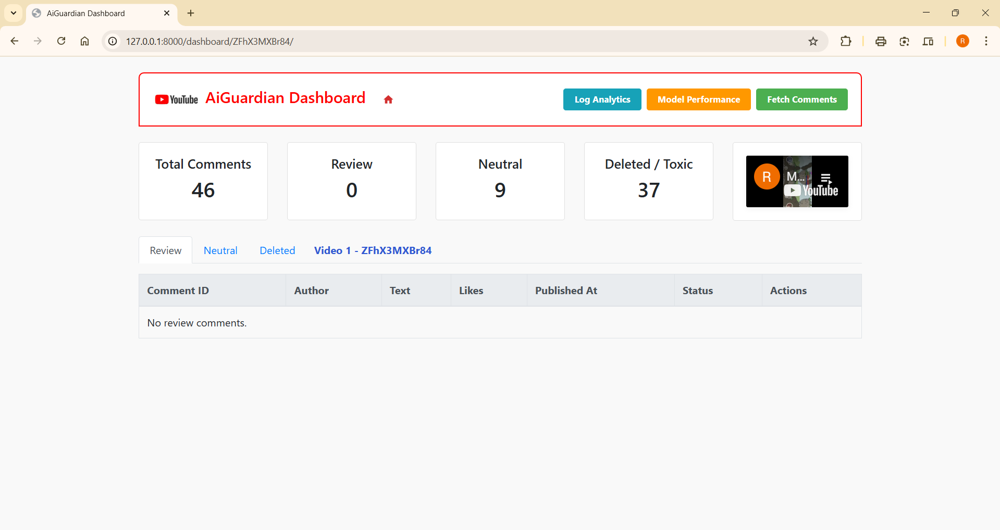 AiGuardian Dashboard
127.0.0.1:8000/dashboard/ZFhX3MXBr84/
R
YouTube AiGuardian Dashboard
Log Analytics Model Performance Fetch Comments
Total Comments
46
Review
0
Neutral
9
Deleted / Toxic
37
R M...
YouTube
Review Neutral Deleted Video 1 - ZFhX3MXBr84
Comment ID Author Text Likes Published At Status Actions
No review comments.